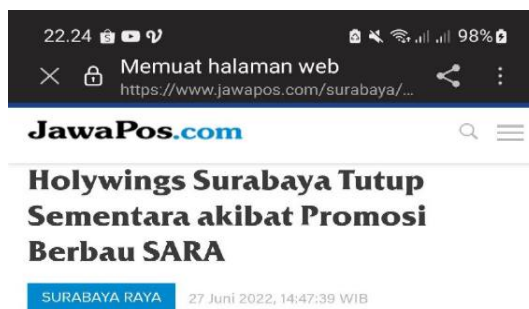 22.24
98%
Memuat halaman web
https://www.jawapos.com/surabaya/...
JawaPos.com
Holywings Surabaya Tutup
Sementara akibat Promosi
Berbau SARA
SURABAYA RAYA 27 Juni 2022, 14:47:39 WIB